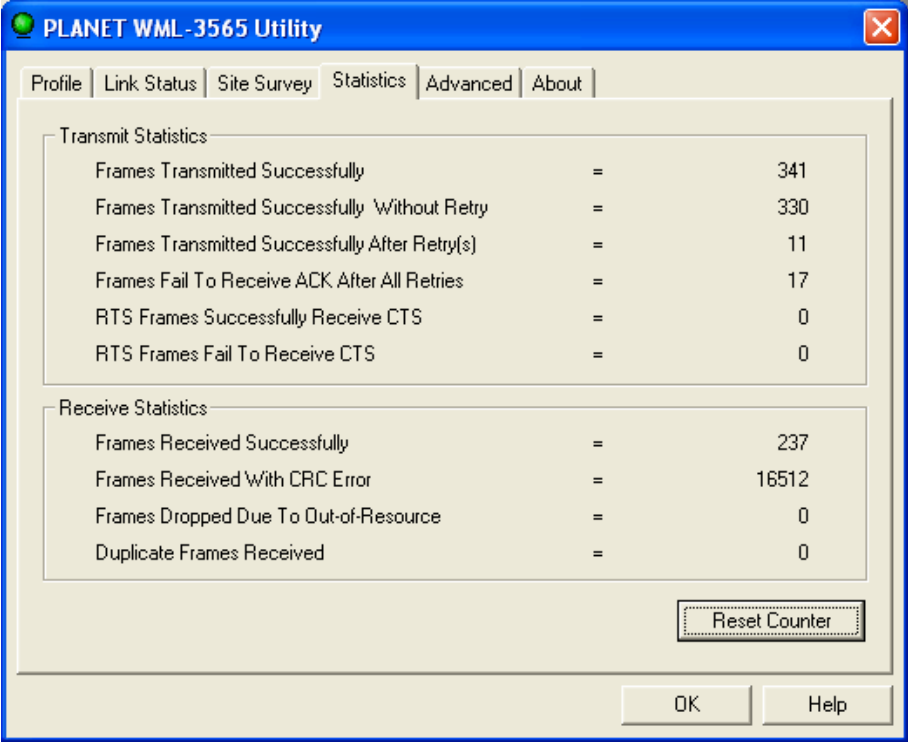 PLANET WML-3565 Utility
Profile Link Status Site Survey Statistics Advanced About
Transmit Statistics
Frames Transmitted Successfully = 341
Frames Transmitted Successfully Without Retry = 330
Frames Transmitted Successfully After Retry(s) = 11
Frames Fail To Receive ACK After All Retries = 17
RTS Frames Successfully Receive CTS = 0
RTS Frames Fail To Receive CTS = 0
Receive Statistics
Frames Received Successfully = 237
Frames Received With CRC Error = 16512
Frames Dropped Due To Out-of-Resource = 0
Duplicate Frames Received = 0
Reset Counter
OK Help